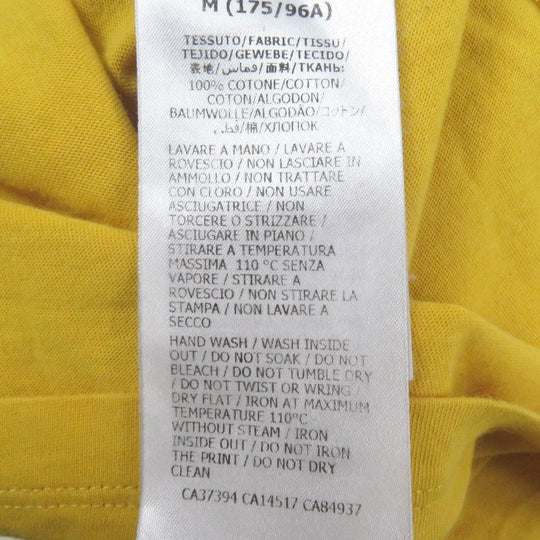 M (175/96A)
TESSUTO/FABRIC/TISSU/
TEJIDO/GEWEBE/TECIDO/
表地/قماش/面料/ТКАНЬ:
100% COTONE/COTTON/
COTON/ALGODON/
BAUMWOLLE/ALGODÃO/コットン/
قطن/棉/ХЛОПОК
LAVARE A MANO / LAVARE A
ROVESCIO / NON LASCIARE IN
AMMOLLO / NON TRATTARE
CON CLORO / NON USARE
ASCIUGATRICE / NON
TORCERE O STRIZZARE /
ASCIUGARE IN PIANO /
STIRARE A TEMPERATURA
MASSIMA 110 °C SENZA
VAPORE / STIRARE A
ROVESCIO / NON STIRARE LA
STAMPA / NON LAVARE A
SECCO
HAND WASH / WASH INSIDE
OUT / DO NOT SOAK / DO NOT
BLEACH / DO NOT TUMBLE DRY
/ DO NOT TWIST OR WRING /
DRY FLAT / IRON AT MAXIMUM
TEMPERATURE 110°C
WITHOUT STEAM / IRON
INSIDE OUT / DO NOT IRON
THE PRINT / DO NOT DRY
CLEAN
CA37394 CA14517 CA84937